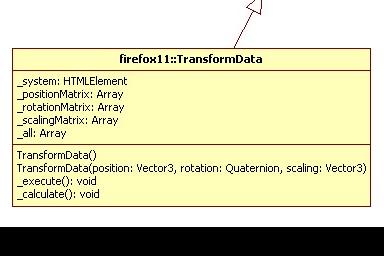 firefox11::TransformData
_system: HTMLElement
_positionMatrix: Array
_rotationMatrix: Array
_scalingMatrix: Array
_all: Array
TransformData()
TransformData(position: Vector3, rotation: Quaternion, scaling: Vector3)
_execute(): void
_calculate(): void